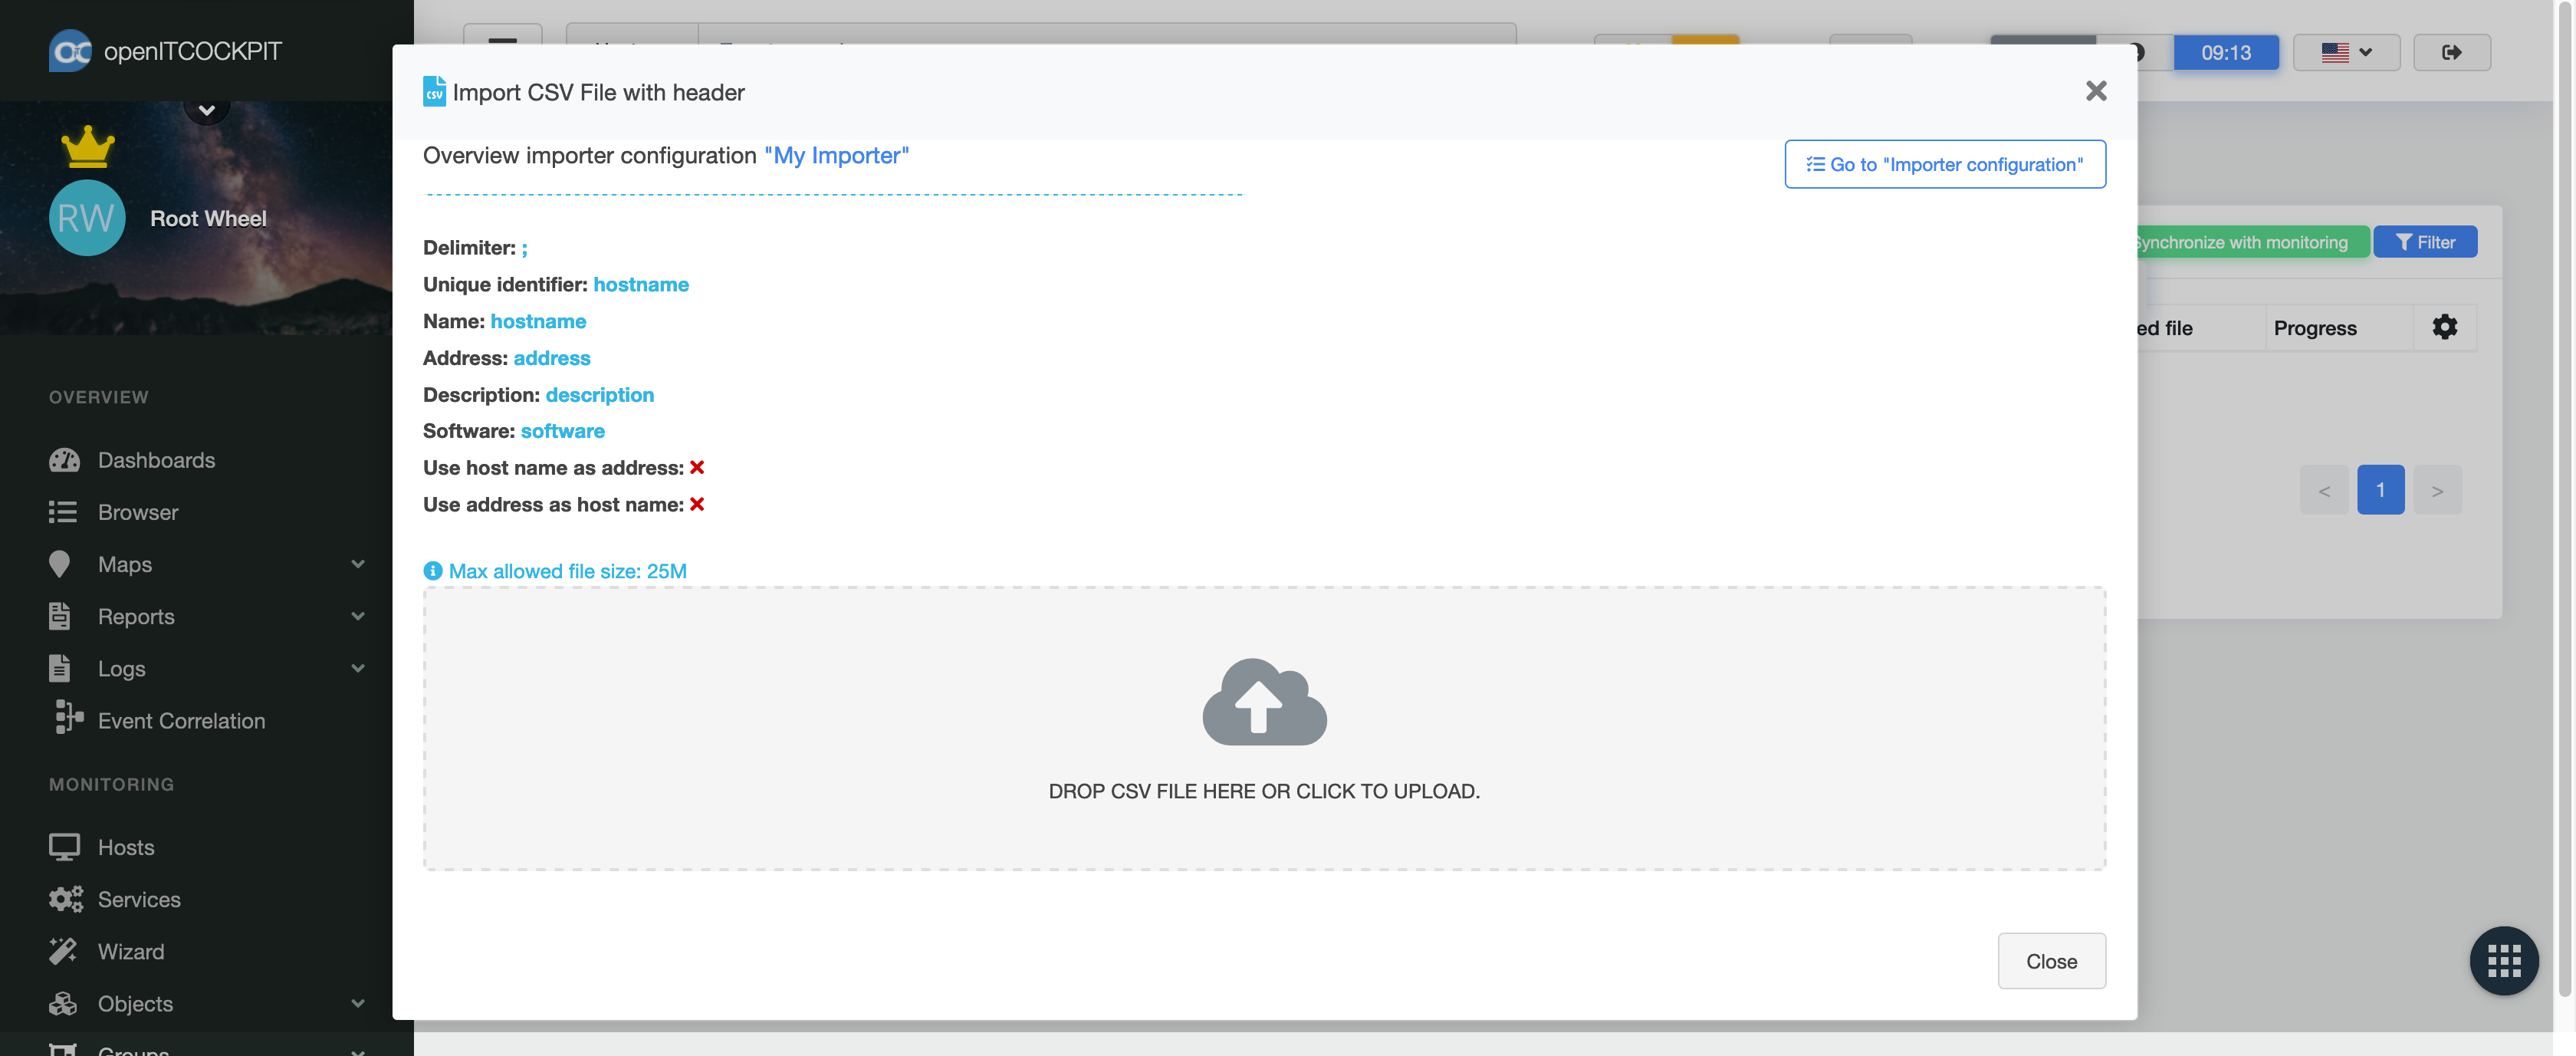 openITCOCKPIT
RW Root Wheel
OVERVIEW
Dashboards
Browser
Maps
Reports
Logs
Event Correlation
MONITORING
Hosts
Services
Wizard
Objects
Groups
09:13
CSV Import CSV File with header
Overview importer configuration "My Importer"
Go to "Importer configuration"
Delimiter: ;
Unique identifier: hostname
Name: hostname
Address: address
Description: description
Software: software
Use host name as address:
Use address as host name:
Max allowed file size: 25M
DROP CSV FILE HERE OR CLICK TO UPLOAD.
Close
Synchronize with monitoring
Filter
ed file
Progress
< 1 >